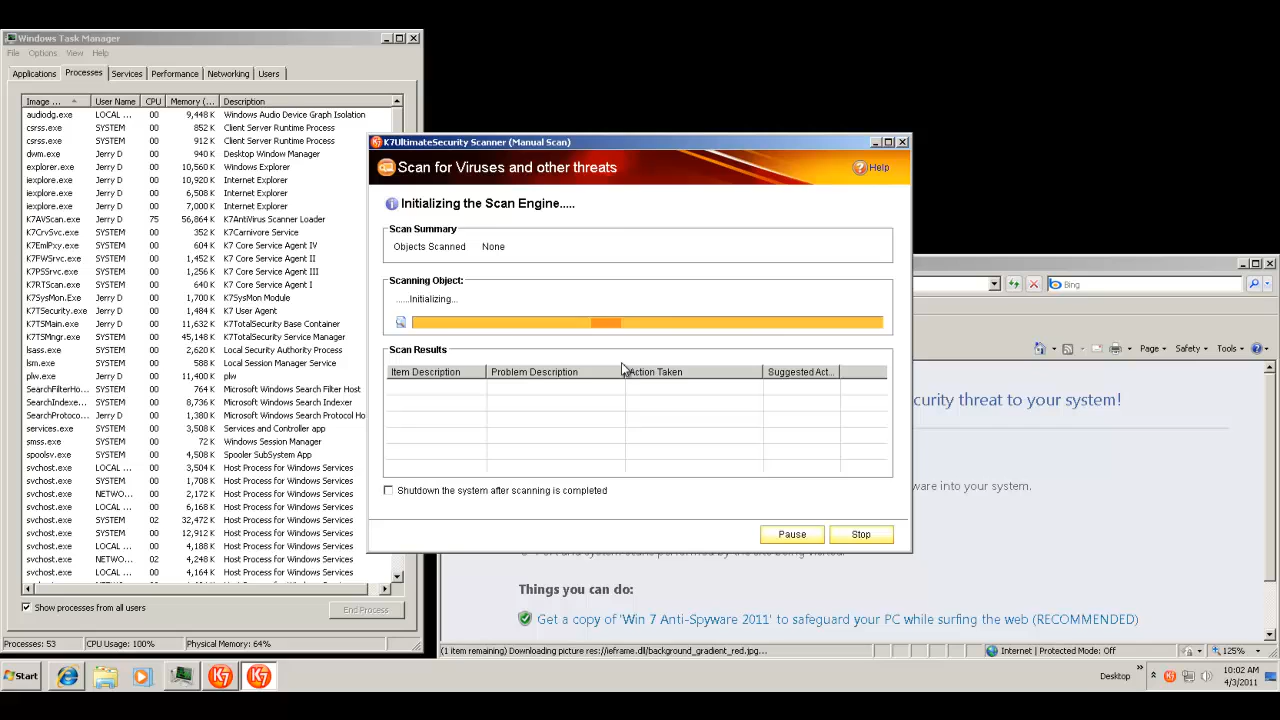 Windows Task Manager
File Options View Help
Applications Processes Services Performance Networking Users
Image ... User Name CPU Memory (... Description
audiodg.exe LOCAL ... 00 9,448 K Windows Audio Device Graph Isolation
csrss.exe SYSTEM 00 852 K Client Server Runtime Process
csrss.exe SYSTEM 00 912 K Client Server Runtime Process
dwm.exe Jerry D 00 940 K Desktop Window Manager
explorer.exe Jerry D 00 10,560 K Windows Explorer
iexplore.exe Jerry D 00 10,920 K Internet Explorer
iexplore.exe Jerry D 00 6,508 K Internet Explorer
iexplore.exe Jerry D 00 7,000 K Internet Explorer
K7AVScan.exe Jerry D 75 56,864 K K7AntiVirus Scanner Loader
K7CrvSvc.exe SYSTEM 00 352 K K7Carnivore Service
K7EmlPxy.exe SYSTEM 00 604 K K7 Core Service Agent IV
K7FWSrvc.exe SYSTEM 00 1,452 K K7 Core Service Agent II
K7PSSrvc.exe SYSTEM 00 1,256 K K7 Core Service Agent III
K7RTScan.exe SYSTEM 00 640 K K7 Core Service Agent I
K7SysMon.Exe Jerry D 00 1,700 K K7SysMon Module
K7TSecurity.exe Jerry D 00 1,484 K K7 User Agent
K7TSMain.exe Jerry D 00 11,632 K K7TotalSecurity Base Container
K7TSMngr.exe SYSTEM 00 45,148 K K7TotalSecurity Service Manager
lsass.exe SYSTEM 00 2,620 K Local Security Authority Process
lsm.exe SYSTEM 00 588 K Local Session Manager Service
plw.exe Jerry D 00 11,224 K plw
SearchFilterHo... SYSTEM 00 764 K Microsoft Windows Search Filter Host
SearchIndexe... SYSTEM 00 8,736 K Microsoft Windows Search Indexer
SearchProtoco... Jerry D 00 1,380 K Microsoft Windows Search Protocol Ho
services.exe SYSTEM 00 3,508 K Services and Controller app
smss.exe SYSTEM 00 72 K Windows Session Manager
spoolsv.exe SYSTEM 00 4,508 K Spooler SubSystem App
svchost.exe LOCAL ... 00 3,504 K Host Process for Windows Services
svchost.exe SYSTEM 00 1,708 K Host Process for Windows Services
svchost.exe NETWO... 00 2,172 K Host Process for Windows Services
svchost.exe LOCAL ... 00 6,168 K Host Process for Windows Services
svchost.exe SYSTEM 02 32,472 K Host Process for Windows Services
svchost.exe SYSTEM 00 12,912 K Host Process for Windows Services
svchost.exe LOCAL ... 00 4,188 K Host Process for Windows Services
svchost.exe NETWO... 02 4,248 K Host Process for Windows Services
svchost.exe LOCAL ... 00 4,164 K Host Process for Windows Services
Show processes from all users End Process
Processes: 53 CPU Usage: 100% Physical Memory: 64%
K7UltimateSecurity Scanner (Manual Scan)
Scan for Viruses and other threats Help
Initializing the Scan Engine.....
Scan Summary
Objects Scanned None
Scanning Object:
......Initializing...
Scan Results
Item Description Problem Description Action Taken Suggested Act...
Shutdown the system after scanning is completed
Pause Stop
Bing
Page Safety Tools
curity threat to your system!
ware into your system.
Things you can do:
Get a copy of 'Win 7 Anti-Spyware 2011' to safeguard your PC while surfing the web (RECOMMENDED)
(1 item remaining) Downloading picture res://ieframe.dll/background_gradient_red.jpg... Internet | Protected Mode: Off 125%
Start K7 K7 Desktop 10:02 AM
4/3/2011